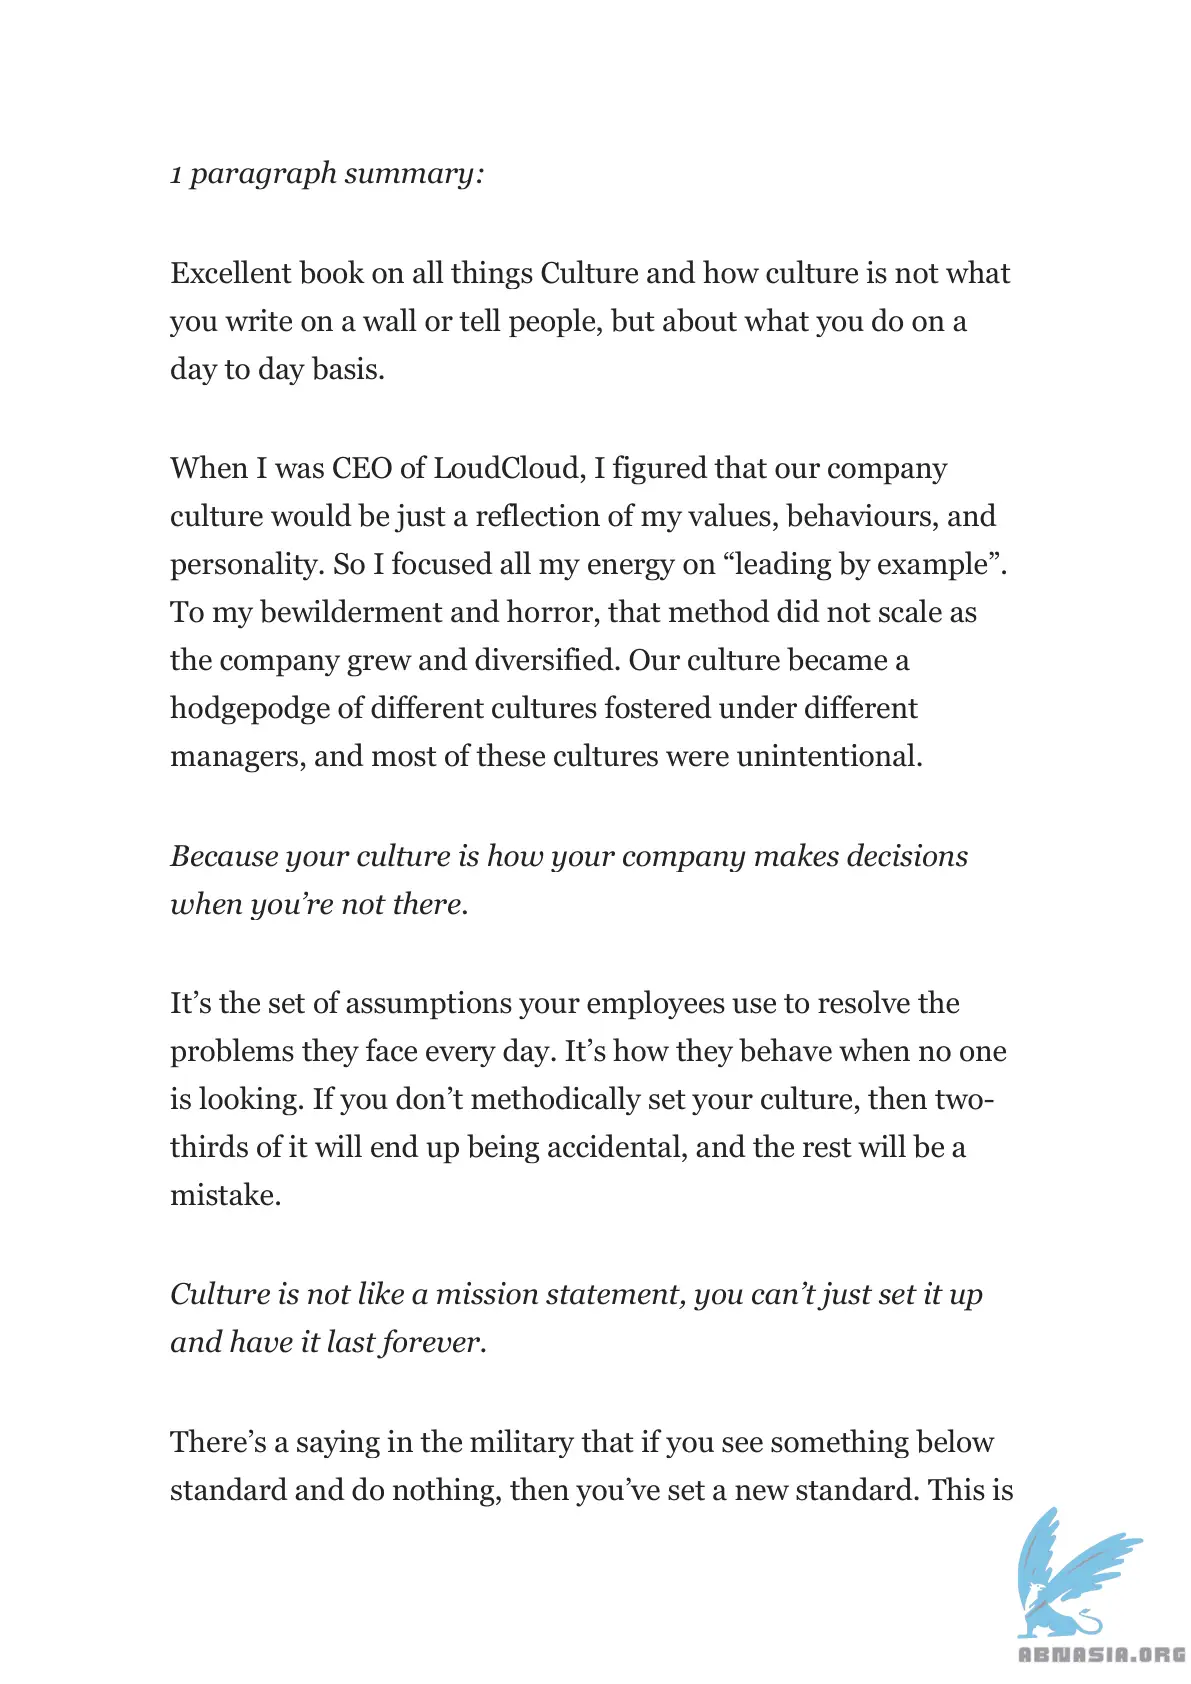 1 paragraph summary:
Excellent book on all things Culture and how culture is not what
you write on a wall or tell people, but about what you do on a
day to day basis.
When I was CEO of LoudCloud, I figured that our company
culture would be just a reflection of my values, behaviours, and
personality. So I focused all my energy on “leading by example”.
To my bewilderment and horror, that method did not scale as
the company grew and diversified. Our culture became a
hodgepodge of different cultures fostered under different
managers, and most of these cultures were unintentional.
Because your culture is how your company makes decisions
when you’re not there.
It’s the set of assumptions your employees use to resolve the
problems they face every day. It’s how they behave when no one
is looking. If you don’t methodically set your culture, then two-
thirds of it will end up being accidental, and the rest will be a
mistake.
Culture is not like a mission statement, you can’t just set it up
and have it last forever.
There’s a saying in the military that if you see something below
standard and do nothing, then you’ve set a new standard. This is
ABNASIA.ORG